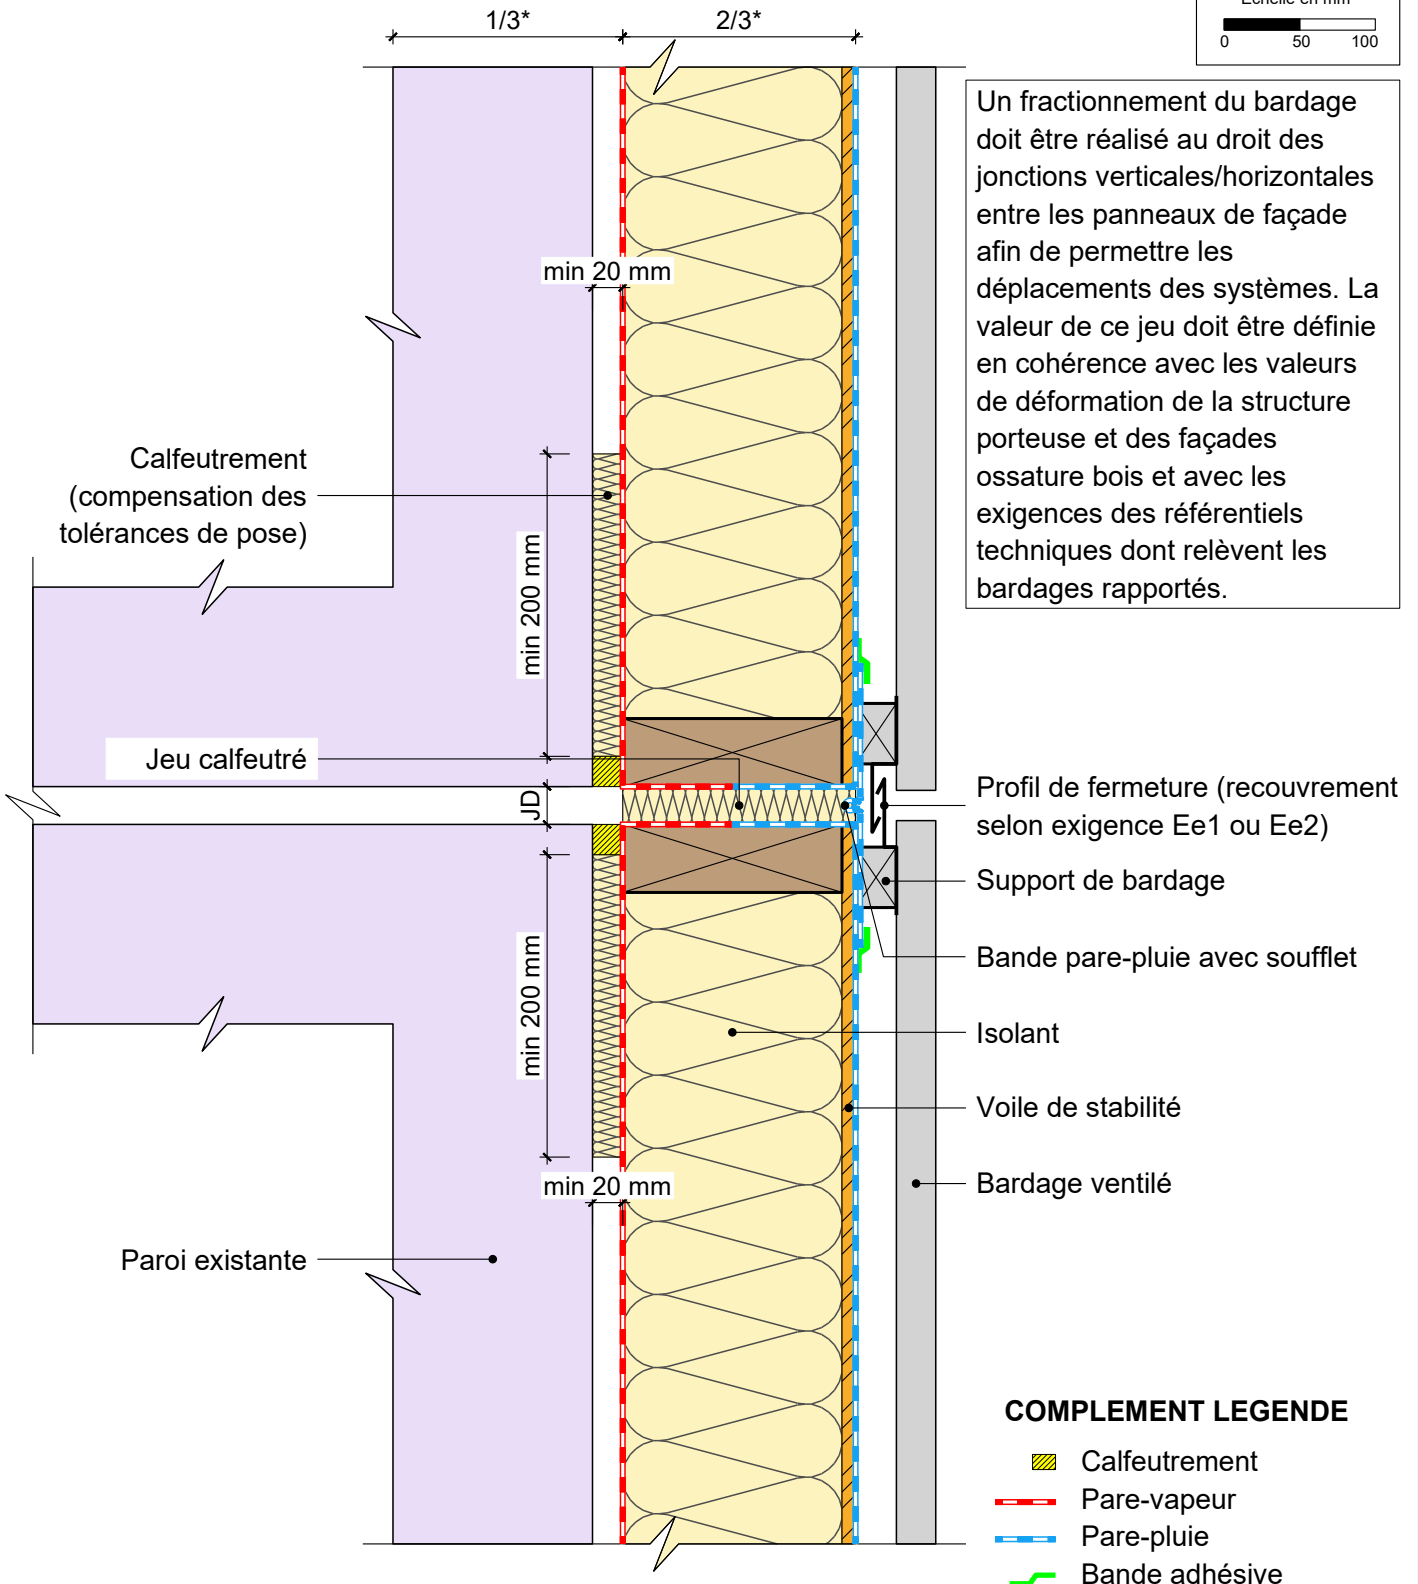 1/3*
2/3*
Echelle en mm
0 50 100
Un fractionnement du bardage
doit être réalisé au droit des
jonctions verticales/horizontales
entre les panneaux de façade
afin de permettre les
déplacements des systèmes. La
valeur de ce jeu doit être définie
en cohérence avec les valeurs
de déformation de la structure
porteuse et des façades
ossature bois et avec les
exigences des référentiels
techniques dont relèvent les
bardages rapportés.
min 20 mm
Calfeutrement
(compensation des
tolérances de pose)
min 200 mm
Jeu calfeutré
JD
Profil de fermeture (recouvrement
selon exigence Ee1 ou Ee2)
Support de bardage
Bande pare-pluie avec soufflet
min 200 mm
Isolant
Voile de stabilité
Bardage ventilé
min 20 mm
Paroi existante
COMPLEMENT LEGENDE
Calfeutrement
Pare-vapeur
Pare-pluie
Bande adhésive